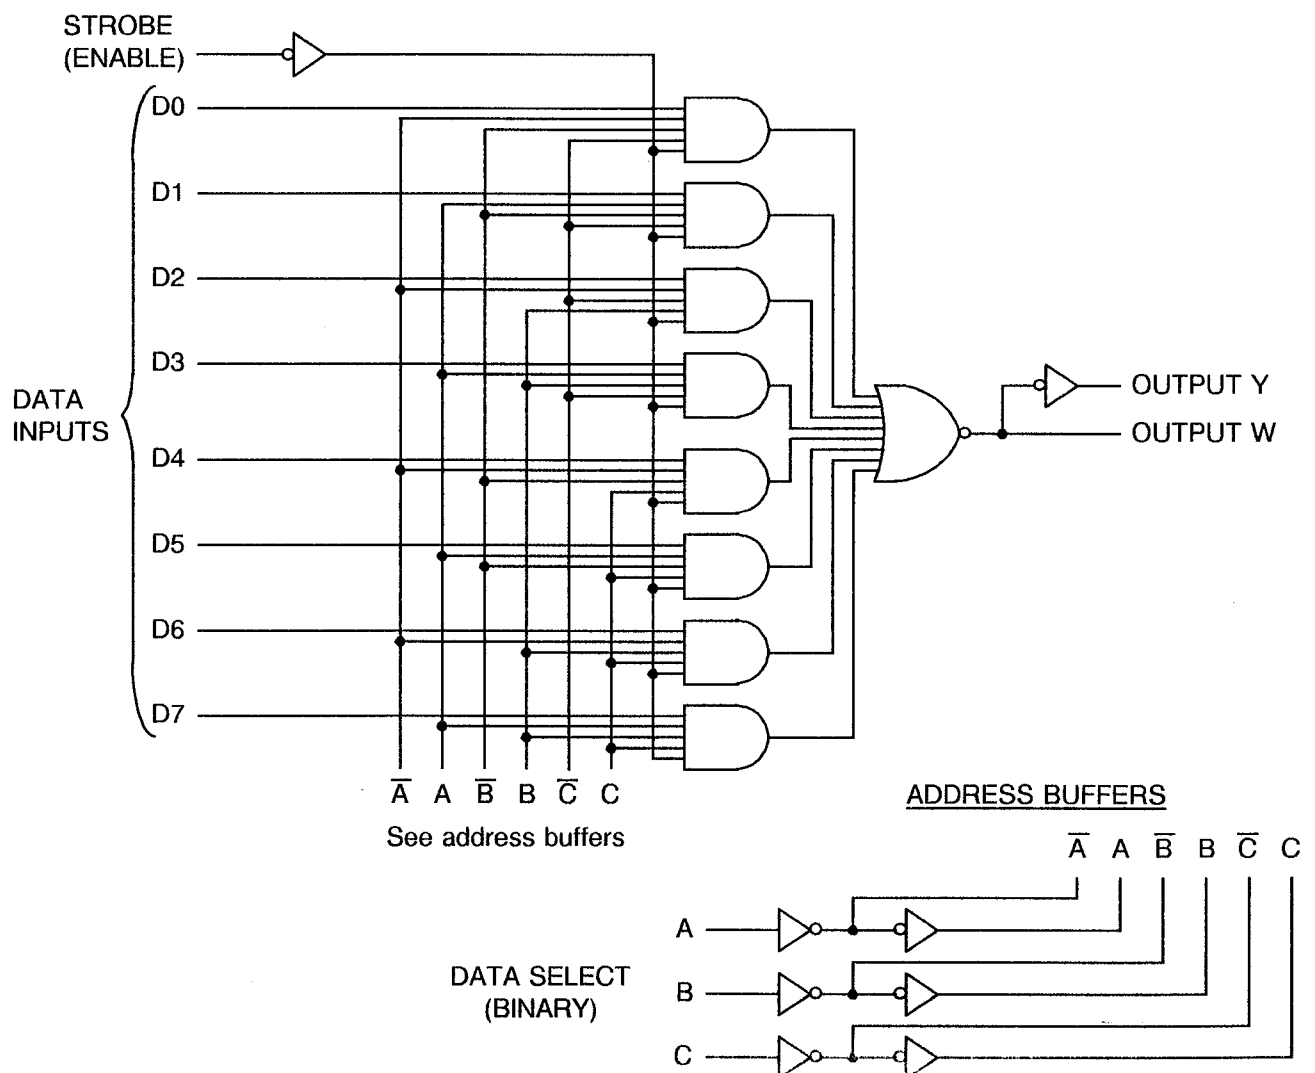 STROBE
(ENABLE)
D0
D1
D2
D3
DATA
INPUTS
D4
D5
D6
D7
OUTPUT Y
OUTPUT W
A̅ A B̅ B C̅ C
See address buffers
ADDRESS BUFFERS
A̅ A B̅ B C̅ C
A
DATA SELECT
(BINARY)
B
C